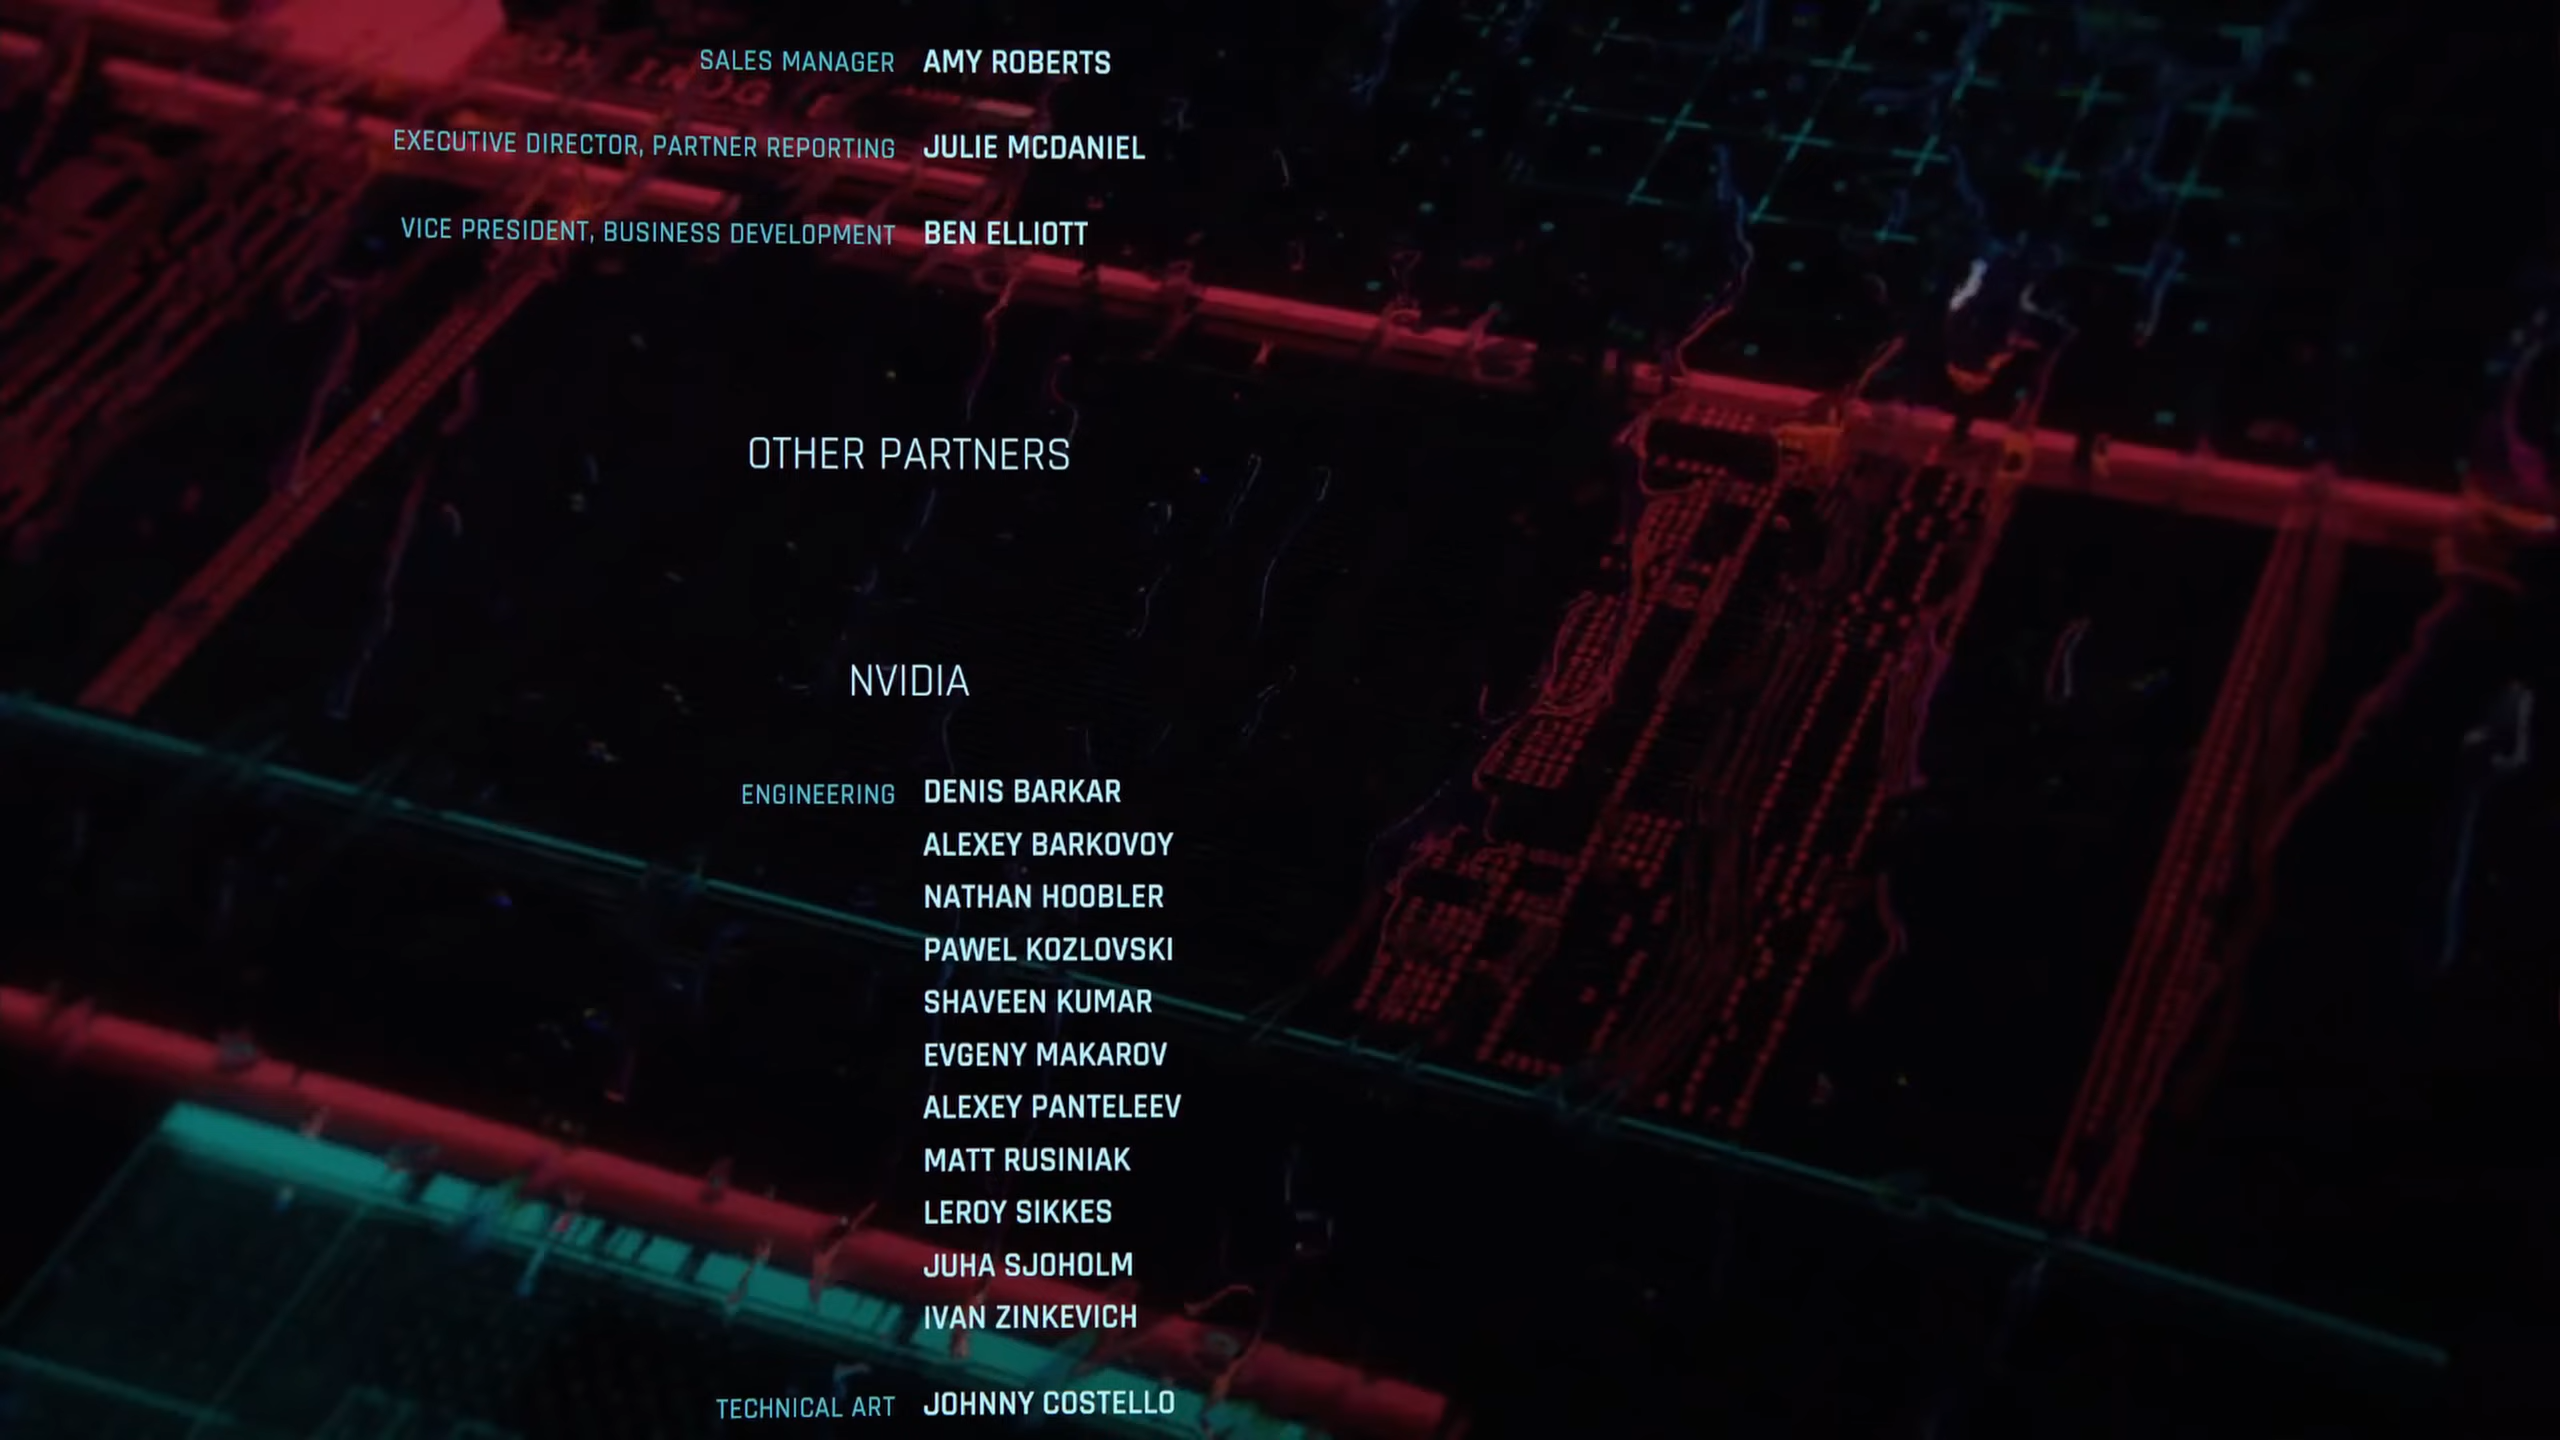 SALES MANAGER AMY ROBERTS
EXECUTIVE DIRECTOR, PARTNER REPORTING JULIE MCDANIEL
VICE PRESIDENT, BUSINESS DEVELOPMENT BEN ELLIOTT
OTHER PARTNERS
NVIDIA
ENGINEERING DENIS BARKAR
ALEXEY BARKOVOY
NATHAN HOOBLER
PAWEL KOZLOVSKI
SHAVEEN KUMAR
EVGENY MAKAROV
ALEXEY PANTELEEV
MATT RUSINIAK
LEROY SIKKES
JUHA SJOHOLM
IVAN ZINKEVICH
TECHNICAL ART JOHNNY COSTELLO